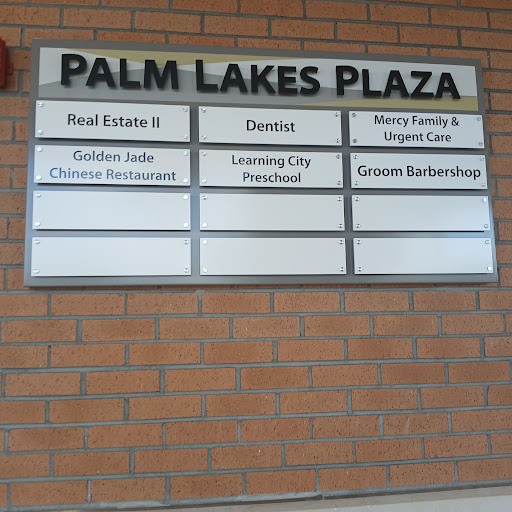 PALM LAKES PLAZA
Real Estate II
Dentist
Mercy Family &
Urgent Care
Golden Jade
Chinese Restaurant
Learning City
Preschool
Groom Barbershop